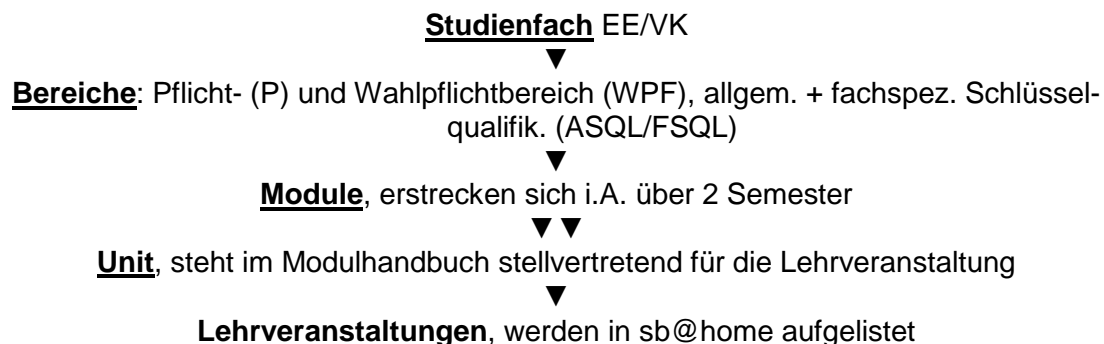 Studienfach EE/VK
▼
Bereiche: Pflicht- (P) und Wahlpflichtbereich (WPF), allgem. + fachspez. Schlüssel-
qualifik. (ASQL/FSQL)
▼
Module, erstrecken sich i.A. über 2 Semester
▼▼
Unit, steht im Modulhandbuch stellvertretend für die Lehrveranstaltung
▼
Lehrveranstaltungen, werden in sb@home aufgelistet